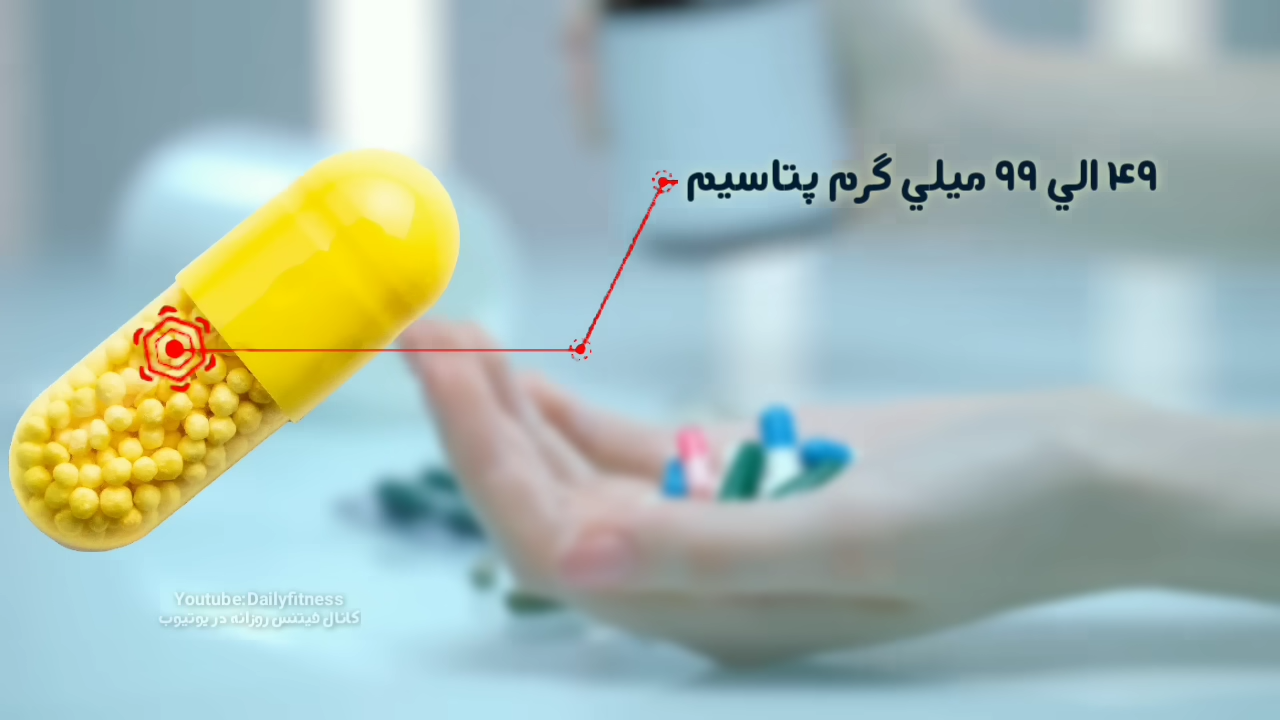 ۴۹ الي ۹۹ ميلي گرم پتاسيم
Youtube:Dailyfitness
کانال فیتنس روزانه در یوتیوب